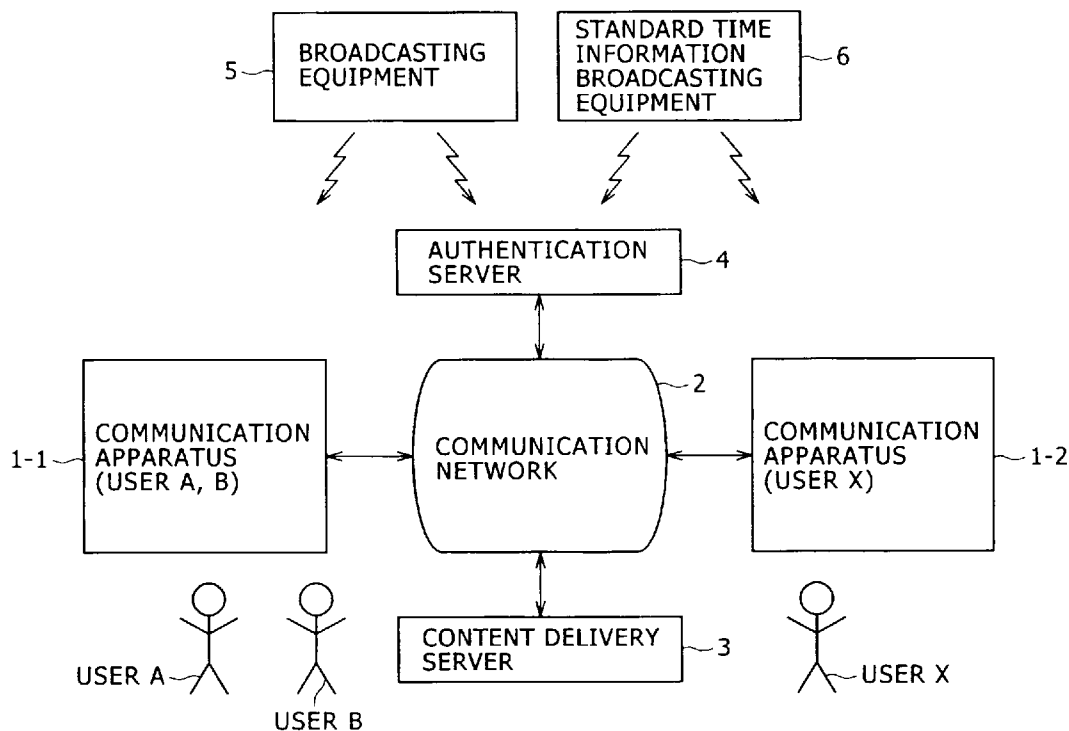 BROADCASTING
EQUIPMENT
5
STANDARD TIME
INFORMATION
BROADCASTING
EQUIPMENT
6
AUTHENTICATION
SERVER
4
COMMUNICATION
APPARATUS
(USER A, B)
1-1
COMMUNICATION
NETWORK
2
COMMUNICATION
APPARATUS
(USER X)
1-2
CONTENT DELIVERY
SERVER
3
USER A
USER B
USER X